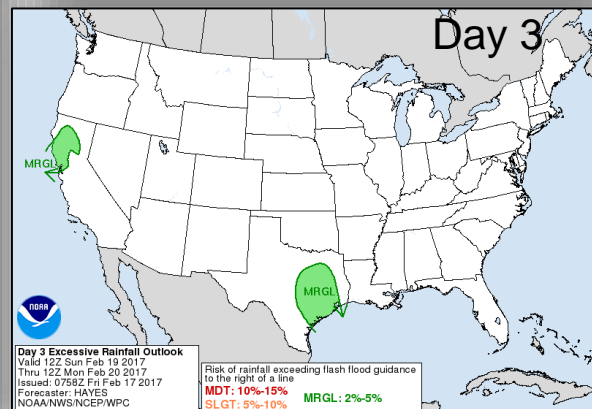 Day 3
MRGL
MRGL
NOAA
Day 3 Excessive Rainfall Outlook
Valid 12Z Sun Feb 19 2017
Thru 12Z Mon Feb 20 2017
Issued: 0758Z Fri Feb 17 2017
Forecaster: HAYES
NOAA/NWS/NCEP/WPC
Risk of rainfall exceeding flash flood guidance
to the right of a line
MDT: 10%-15%
MRGL: 2%-5%
SLGT: 5%-10%